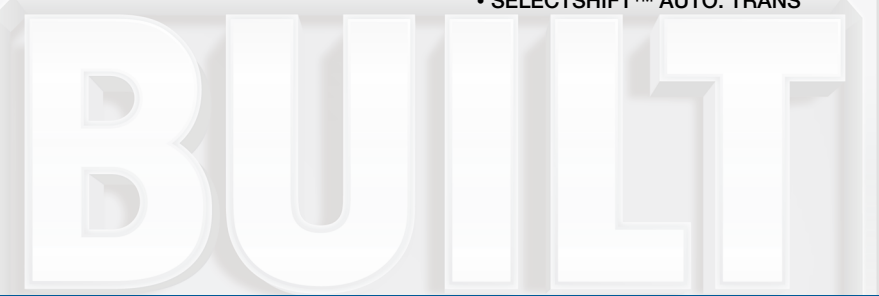 • SELECTSHIFT™ AUTO. TRANS
BUILT